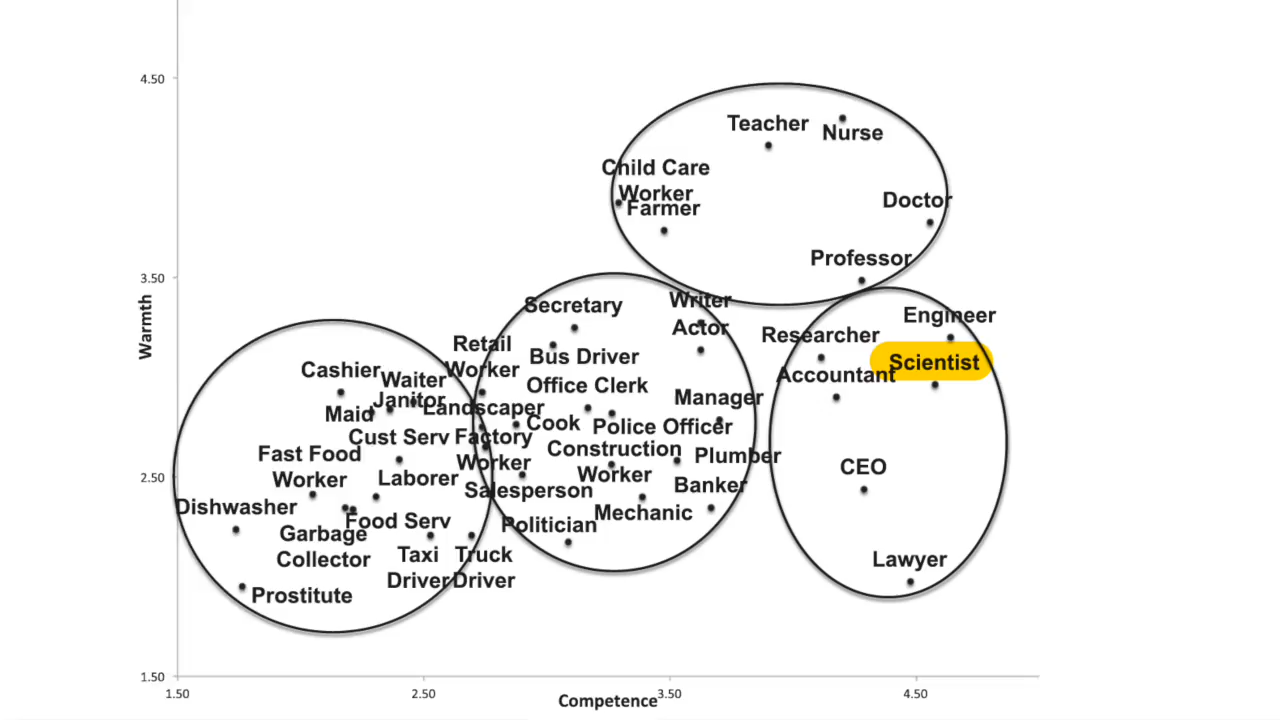 4.50
Teacher
Nurse
Child Care
Worker
Farmer
Doctor
Professor
3.50
Warmth
Secretary
Writer
Actor
Engineer
Researcher
Retail
Worker
Bus Driver
Scientist
Cashier
Waiter
Accountant
Office Clerk
Janitor
Manager
Maid
Landscaper
Cook
Police Officer
Cust Serv
Factory
Worker
Construction
Worker
Plumber
Fast Food
Worker
CEO
2.50
Laborer
Salesperson
Banker
Dishwasher
Mechanic
Food Serv
Politician
Garbage
Collector
Taxi
Driver
Truck
Driver
Lawyer
Prostitute
1.50
1.50
2.50
Competence
3.50
4.50